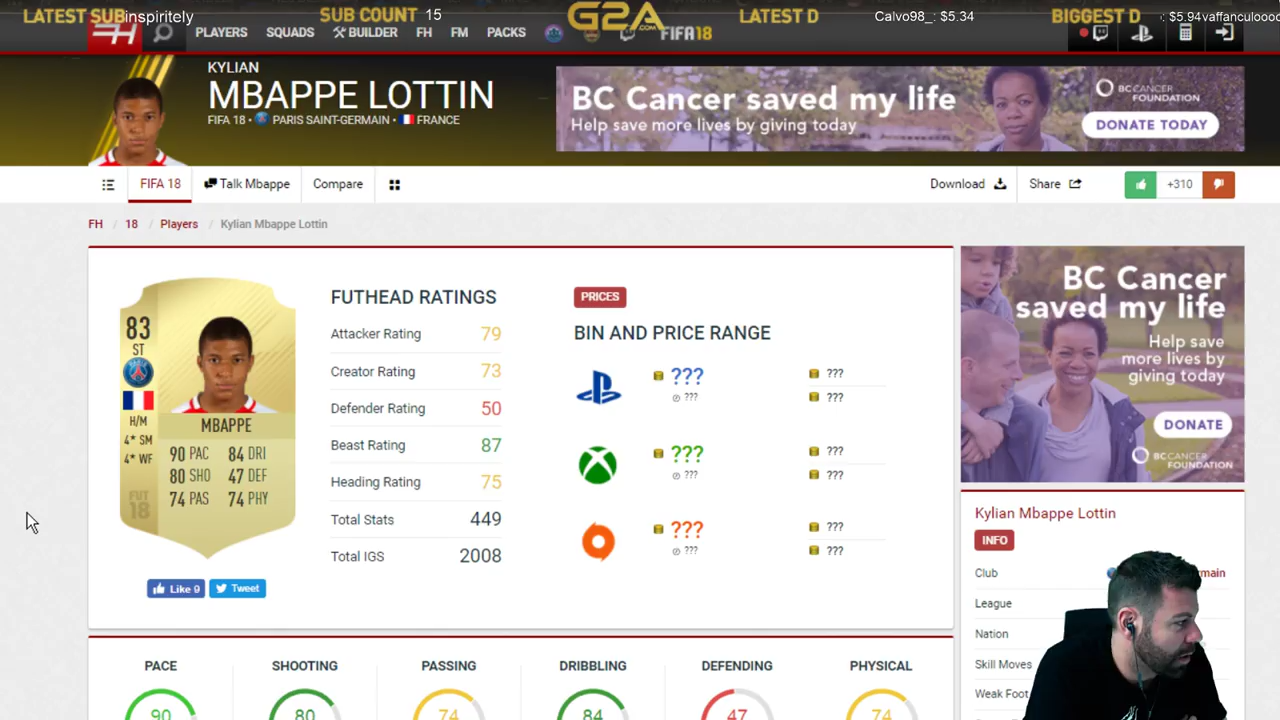 LATEST SUB inspiritely
SUB COUNT 15
G2A.COM
LATEST D Calvo98_: $5.34
BIGGEST D : $5.94vaffanculoooo
FH PLAYERS SQUADS BUILDER FH FM PACKS FIFA18
KYLIAN
MBAPPE LOTTIN
FIFA 18 • PARIS SAINT-GERMAIN • FRANCE
BC Cancer saved my life
Help save more lives by giving today
BC CANCER
FOUNDATION
DONATE TODAY
FIFA 18 Talk Mbappe Compare Download Share +310
FH / 18 / Players / Kylian Mbappe Lottin
83
ST
H/M
4* SM
4* WF
FUT
18
MBAPPE
90 PAC 84 DRI
80 SHO 47 DEF
74 PAS 74 PHY
Like 0 Tweet
FUTHEAD RATINGS
Attacker Rating 79
Creator Rating 73
Defender Rating 50
Beast Rating 87
Heading Rating 75
Total Stats 449
Total IGS 2008
PRICES
BIN AND PRICE RANGE
??? ???
??? ???
??? ???
??? ???
??? ???
??? ???
BC Cancer
saved my life
Help save
more lives by
giving today
DONATE
BC CANCER
FOUNDATION
Kylian Mbappe Lottin
INFO
Club main
League
Nation
Skill Moves
Weak Foot
PACE SHOOTING PASSING DRIBBLING DEFENDING PHYSICAL
90 80 74 84 47 74